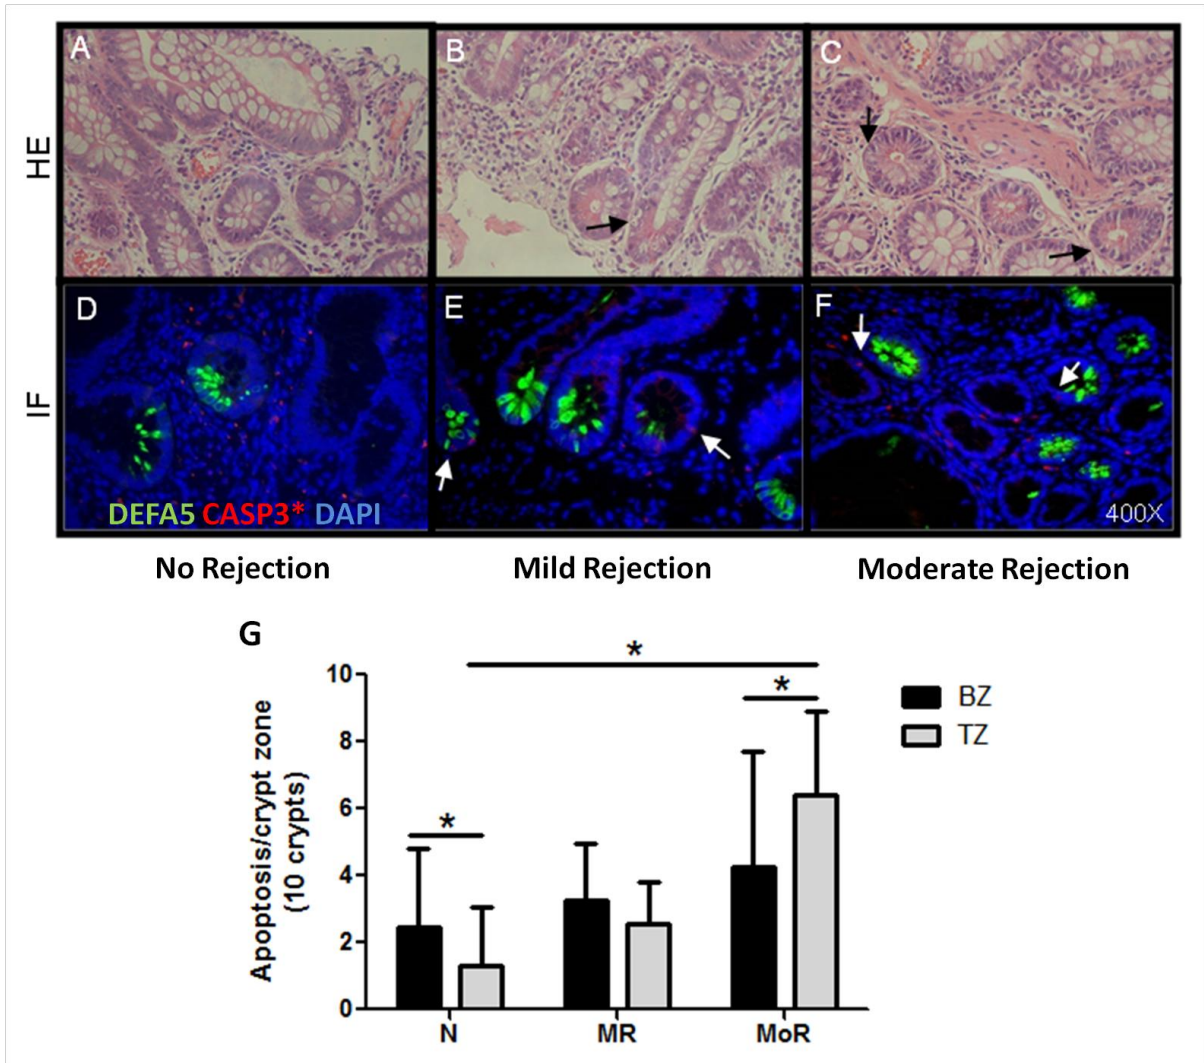 A
B
C
HE
D
E
F
IF
DEFA5 CASP3* DAPI
400X
No Rejection
Mild Rejection
Moderate Rejection
G
*
*
*
10
8
6
4
2
0
Apoptosis/crypt zone
(10 crypts)
N
MR
MoR
BZ
TZ